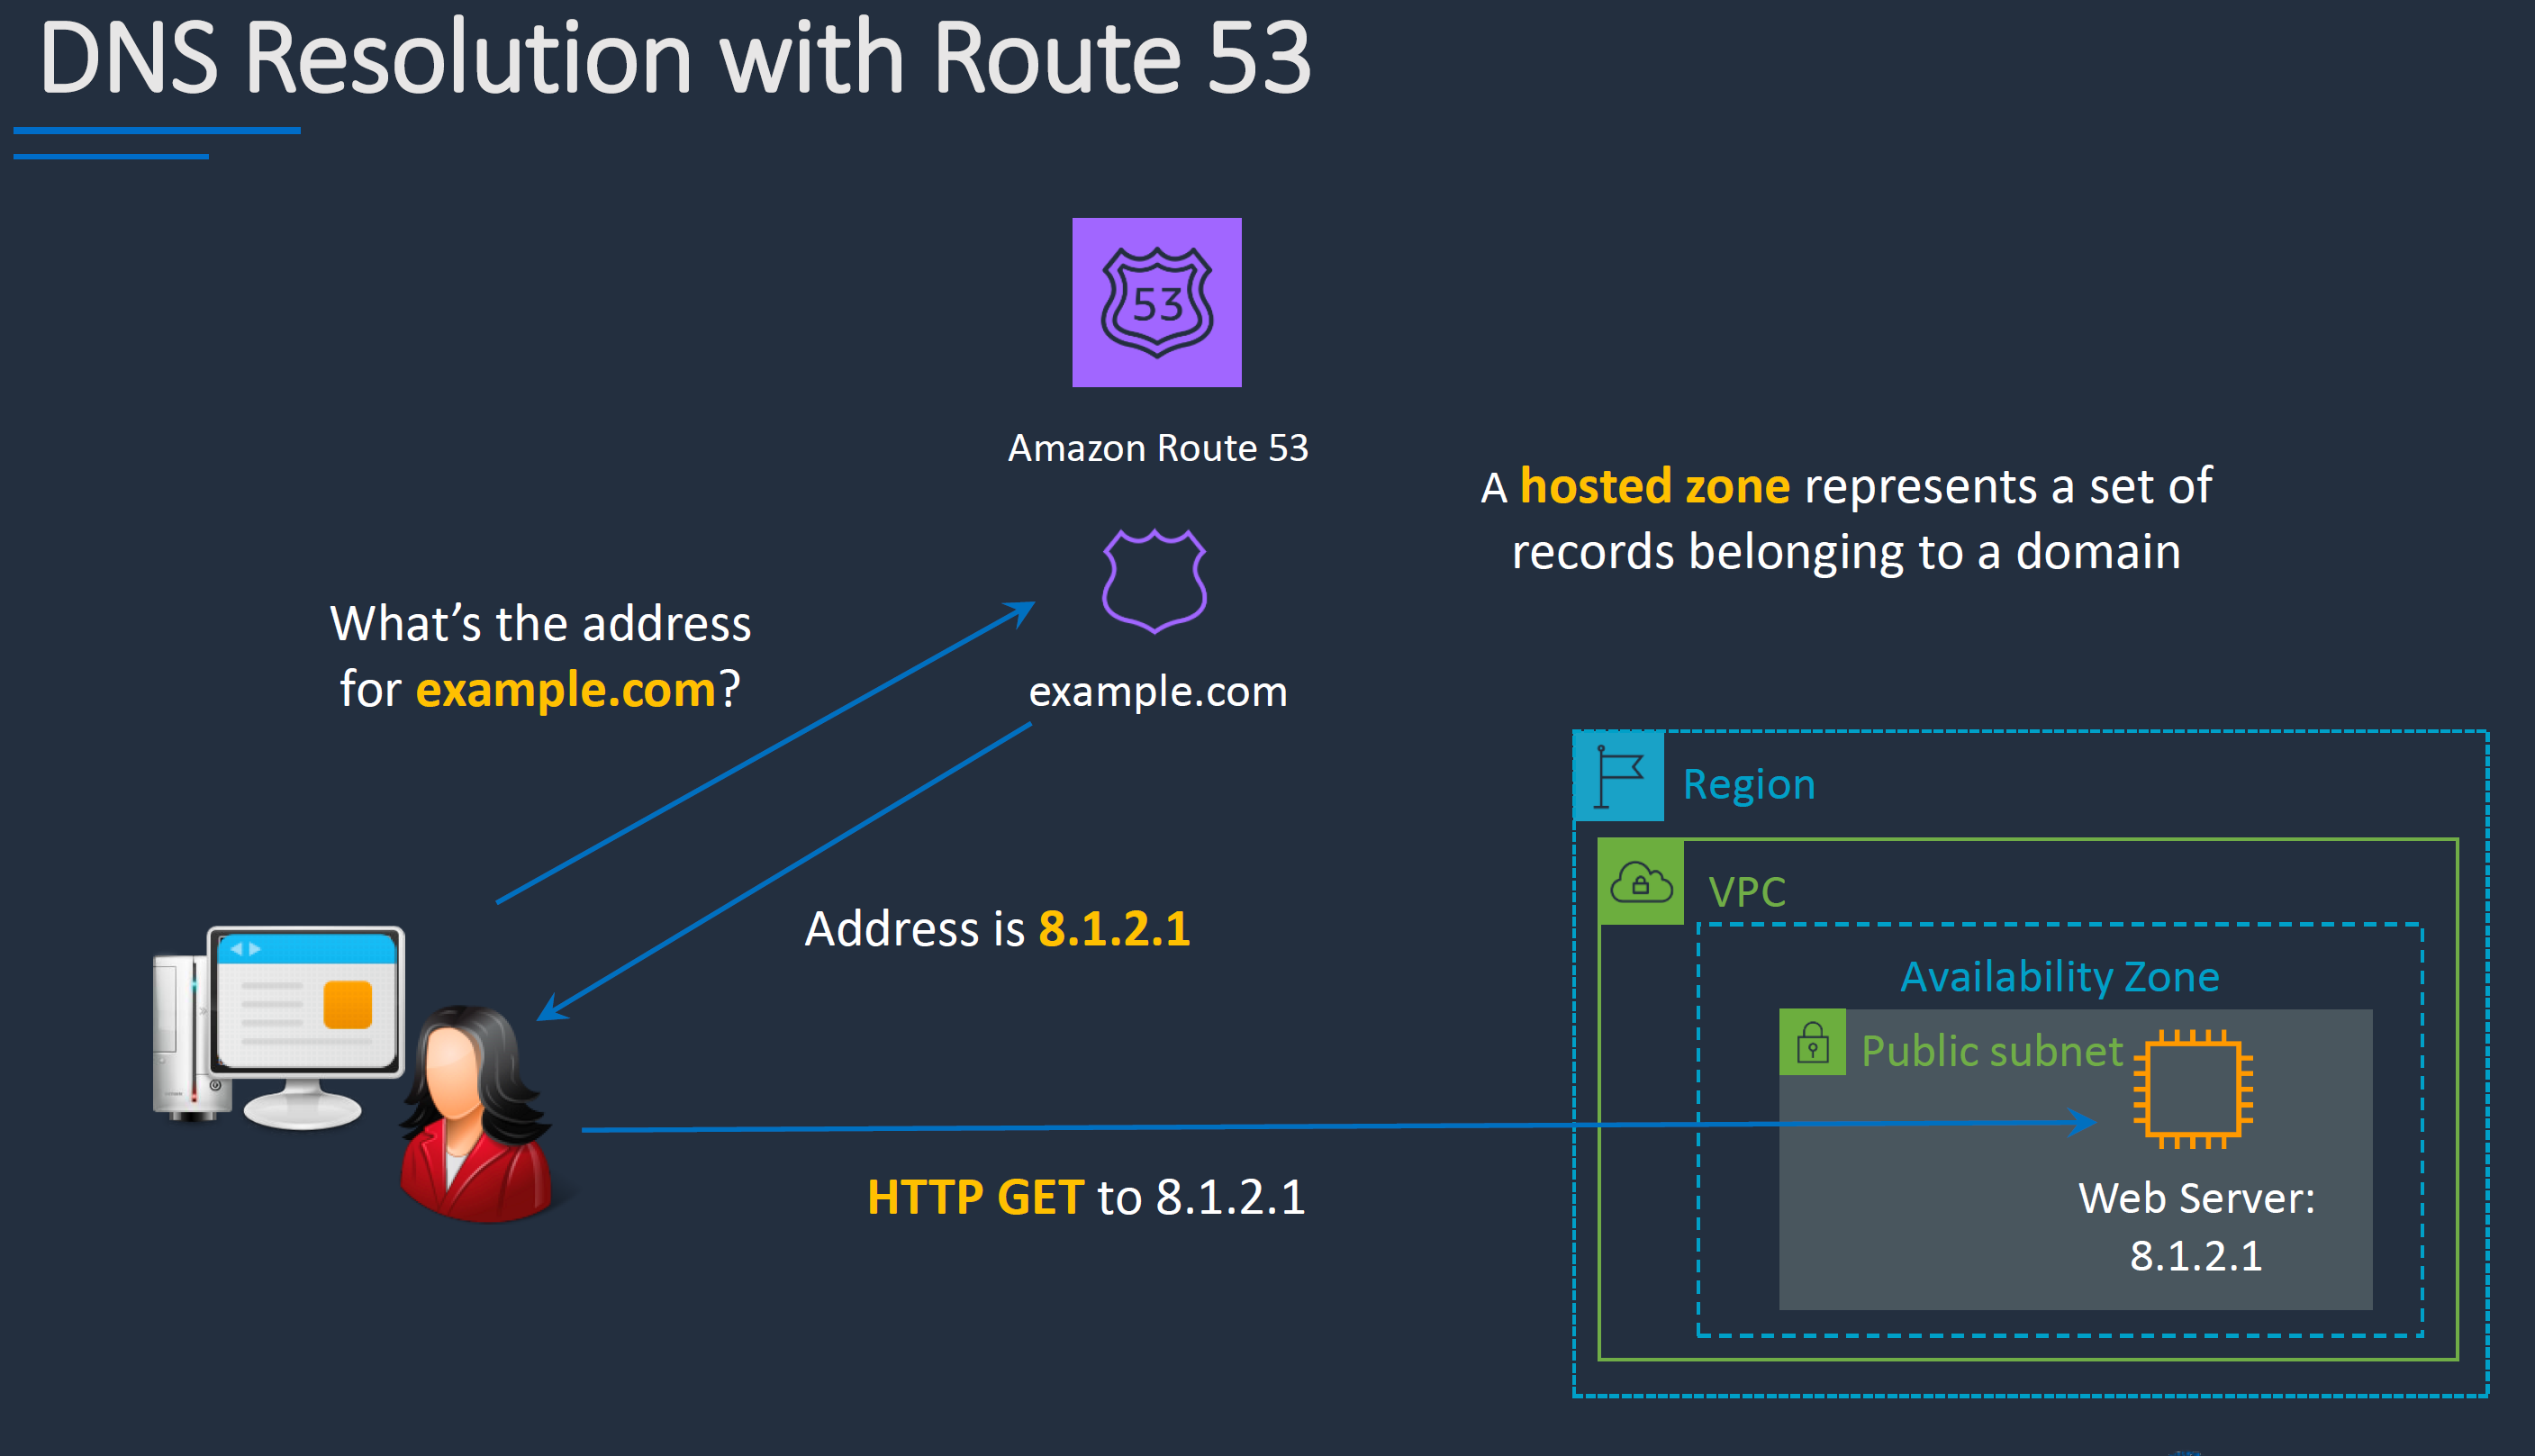 DNS Resolution with Route 53
53
Amazon Route 53
A hosted zone represents a set of
records belonging to a domain
What’s the address
for example.com?
example.com
Region
VPC
Address is 8.1.2.1
Availability Zone
Public subnet
HTTP GET to 8.1.2.1
Web Server:
8.1.2.1